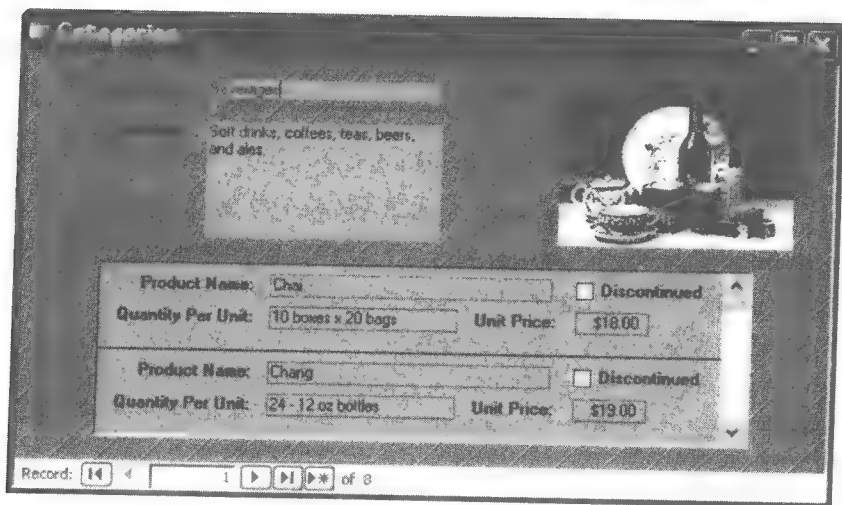 Categories
Beverages
Soft drinks, coffees, teas, beers,
and ales
Product Name: Chai Discontinued
Quantity Per Unit: 10 boxes x 20 bags Unit Price: $18.00
Product Name: Chang Discontinued
Quantity Per Unit: 24 - 12 oz bottles Unit Price: $19.00
Record: 1 of 8